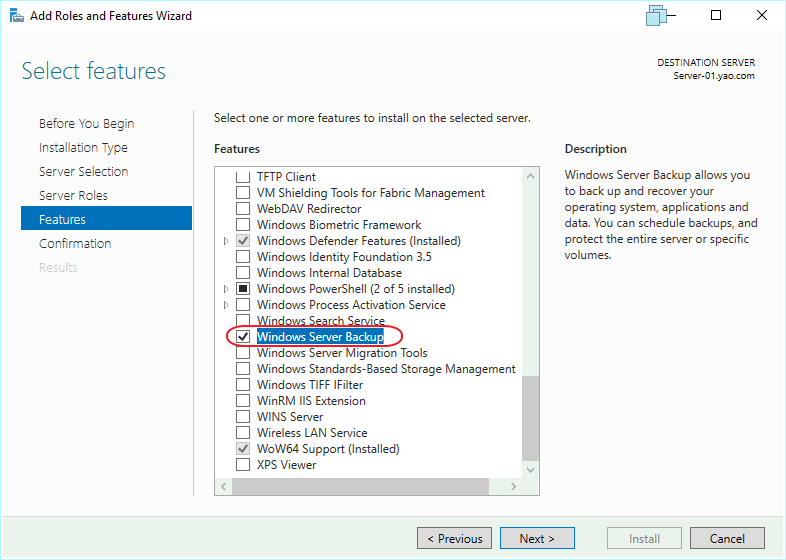 Add Roles and Features Wizard
Select features
DESTINATION SERVER
Server-01.yao.com
Before You Begin
Installation Type
Server Selection
Server Roles
Features
Confirmation
Results
Select one or more features to install on the selected server.
Features
TFTP Client
VM Shielding Tools for Fabric Management
WebDAV Redirector
Windows Biometric Framework
Windows Defender Features (Installed)
Windows Identity Foundation 3.5
Windows Internal Database
Windows PowerShell (2 of 5 installed)
Windows Process Activation Service
Windows Search Service
Windows Server Backup
Windows Server Migration Tools
Windows Standards-Based Storage Management
Windows TIFF IFilter
WinRM IIS Extension
WINS Server
Wireless LAN Service
WoW64 Support (Installed)
XPS Viewer
Description
Windows Server Backup allows you
to back up and recover your
operating system, applications and
data. You can schedule backups, and
protect the entire server or specific
volumes.
< Previous
Next >
Install
Cancel